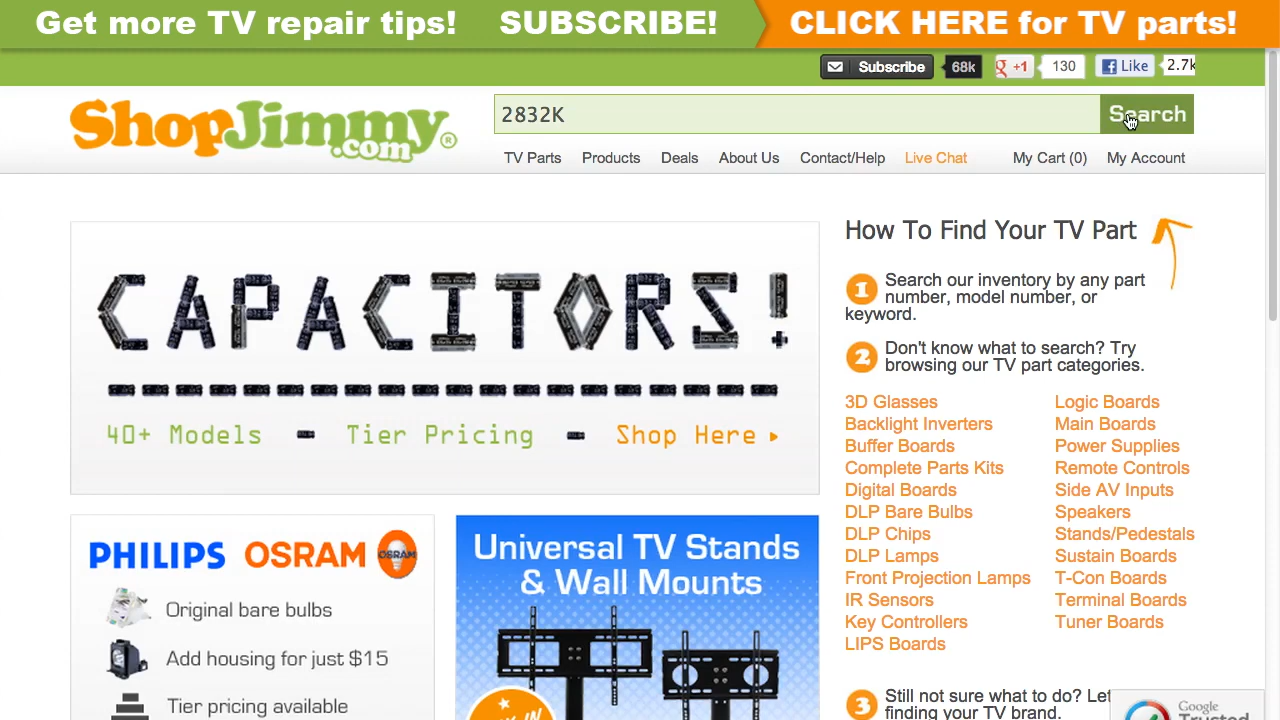 Get more TV repair tips! SUBSCRIBE! CLICK HERE for TV parts!
Subscribe 68k +1 130 Like 2.7k
ShopJimmy.com®
2832K Search
TV Parts Products Deals About Us Contact/Help Live Chat My Cart (0) My Account
CAPACITORS!
40+ Models - Tier Pricing - Shop Here
PHILIPS OSRAM OSRAM
Original bare bulbs
Add housing for just $15
Tier pricing available
Universal TV Stands
& Wall Mounts
How To Find Your TV Part
1 Search our inventory by any part
number, model number, or
keyword.
2 Don't know what to search? Try
browsing our TV part categories.
3D Glasses
Backlight Inverters
Buffer Boards
Complete Parts Kits
Digital Boards
DLP Bare Bulbs
DLP Chips
DLP Lamps
Front Projection Lamps
IR Sensors
Key Controllers
LIPS Boards
Logic Boards
Main Boards
Power Supplies
Remote Controls
Side AV Inputs
Speakers
Stands/Pedestals
Sustain Boards
T-Con Boards
Terminal Boards
Tuner Boards
3 Still not sure what to do? Let
finding your TV brand.
Google
Trusted